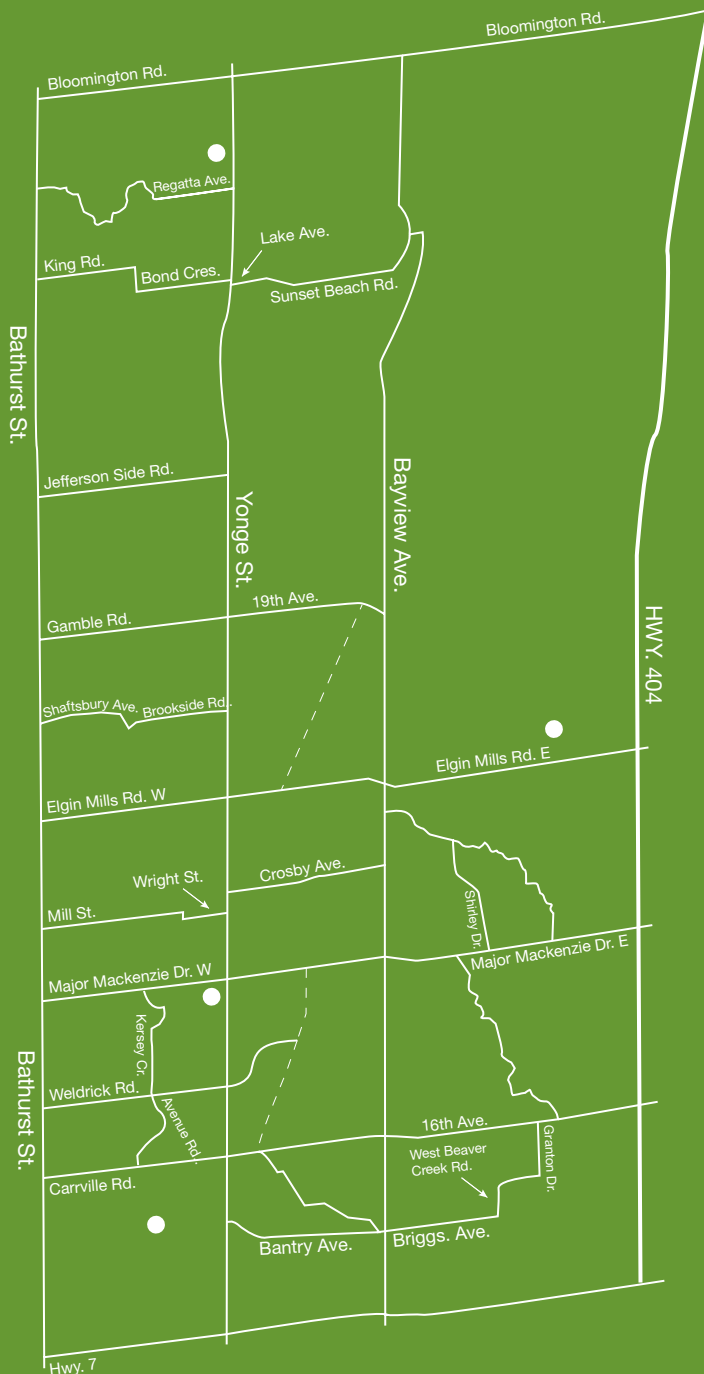 Bloomington Rd.
Bloomington Rd.
Regatta Ave.
Lake Ave.
King Rd.
Bond Cres.
Sunset Beach Rd.
Bathurst St.
Jefferson Side Rd.
Yonge St.
Bayview Ave.
19th Ave.
Gamble Rd.
HWY. 404
Shaftsbury Ave.
Brookside Rd.
Elgin Mills Rd. E
Elgin Mills Rd. W
Crosby Ave.
Wright St.
Mill St.
Shirley Dr.
Major Mackenzie Dr. E
Major Mackenzie Dr. W
Kersey Cr.
Bathurst St.
Weldrick Rd.
Avenue Rd.
16th Ave.
West Beaver
Creek Rd.
Granton Dr.
Carrville Rd.
Briggs. Ave.
Bantry Ave.
Hwy. 7